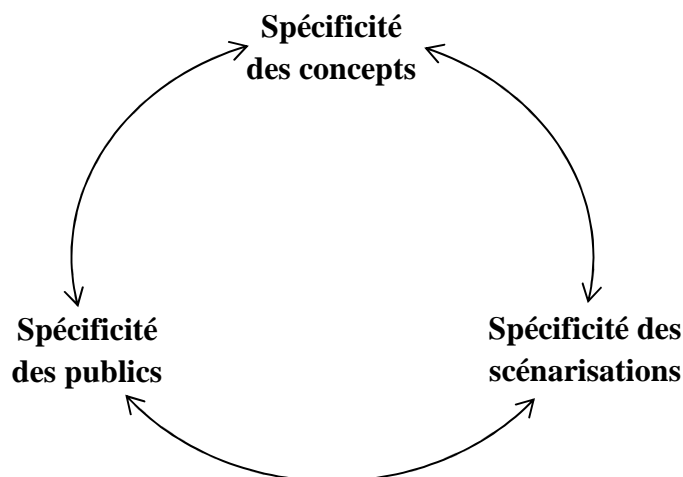 Spécificité
des concepts
Spécificité
des publics
Spécificité des
scénarisations